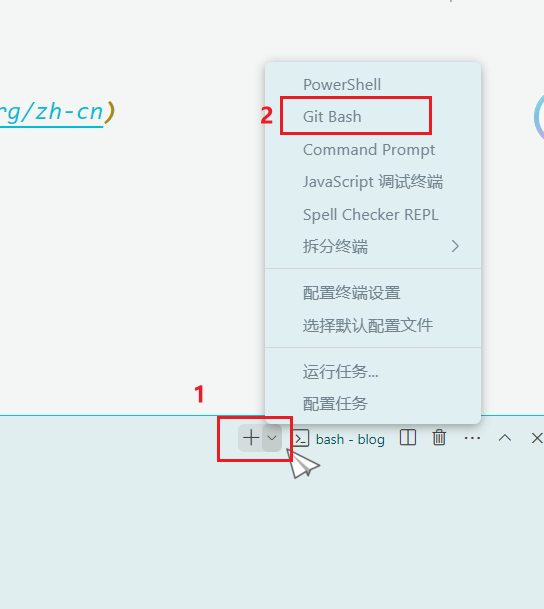 PowerShell
rg/zh-cn)
2
Git Bash
Command Prompt
JavaScript 调试终端
Spell Checker REPL
拆分终端
配置终端设置
选择默认配置文件
运行任务...
1
配置任务
bash - blog